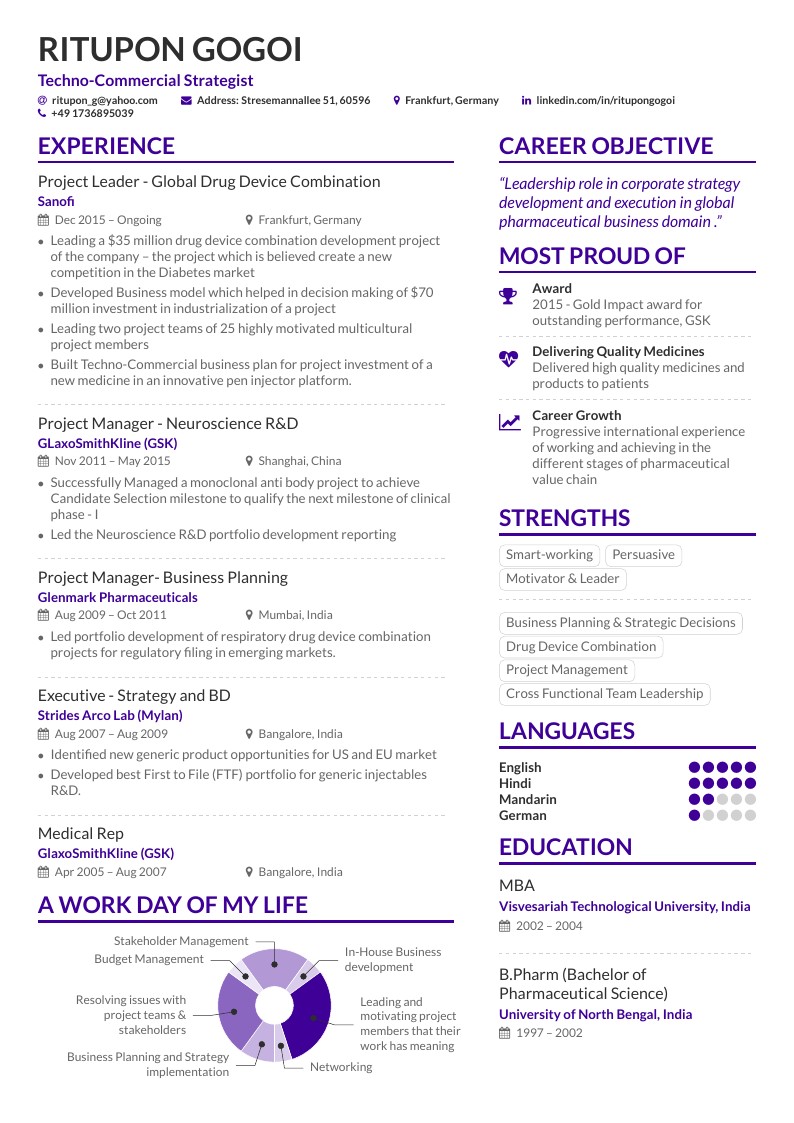 RITUPON GOGOI
Techno-Commercial Strategist
ritupon_g@yahoo.com Address: Stresemannallee 51, 60596 Frankfurt, Germany linkedin.com/in/ritupongogoi
+49 1736895039
EXPERIENCE
Project Leader - Global Drug Device Combination
Sanofi
Dec 2015 – Ongoing Frankfurt, Germany
• Leading a $35 million drug device combination development project
of the company – the project which is believed create a new
competition in the Diabetes market
• Developed Business model which helped in decision making of $70
million investment in industrialization of a project
• Leading two project teams of 25 highly motivated multicultural
project members
• Built Techno-Commercial business plan for project investment of a
new medicine in an innovative pen injector platform.
Project Manager - Neuroscience R&D
GLaxoSmithKline (GSK)
Nov 2011 – May 2015 Shanghai, China
• Successfully Managed a monoclonal anti body project to achieve
Candidate Selection milestone to qualify the next milestone of clinical
phase - I
• Led the Neuroscience R&D portfolio development reporting
Project Manager- Business Planning
Glenmark Pharmaceuticals
Aug 2009 – Oct 2011 Mumbai, India
• Led portfolio development of respiratory drug device combination
projects for regulatory filing in emerging markets.
Executive - Strategy and BD
Strides Arco Lab (Mylan)
Aug 2007 – Aug 2009 Bangalore, India
• Identified new generic product opportunities for US and EU market
• Developed best First to File (FTF) portfolio for generic injectables
R&D.
Medical Rep
GlaxoSmithKline (GSK)
Apr 2005 – Aug 2007 Bangalore, India
A WORK DAY OF MY LIFE
Stakeholder Management
Budget Management
In-House Business
development
Resolving issues with
project teams &
stakeholders
Leading and
motivating project
members that their
work has meaning
Business Planning and Strategy
implementation
Networking
CAREER OBJECTIVE
“Leadership role in corporate strategy
development and execution in global
pharmaceutical business domain .”
MOST PROUD OF
Award
2015 - Gold Impact award for
outstanding performance, GSK
Delivering Quality Medicines
Delivered high quality medicines and
products to patients
Career Growth
Progressive international experience
of working and achieving in the
different stages of pharmaceutical
value chain
STRENGTHS
Smart-working Persuasive
Motivator & Leader
Business Planning & Strategic Decisions
Drug Device Combination
Project Management
Cross Functional Team Leadership
LANGUAGES
English
Hindi
Mandarin
German
EDUCATION
MBA
Visvesariah Technological University, India
2002 – 2004
B.Pharm (Bachelor of
Pharmaceutical Science)
University of North Bengal, India
1997 – 2002